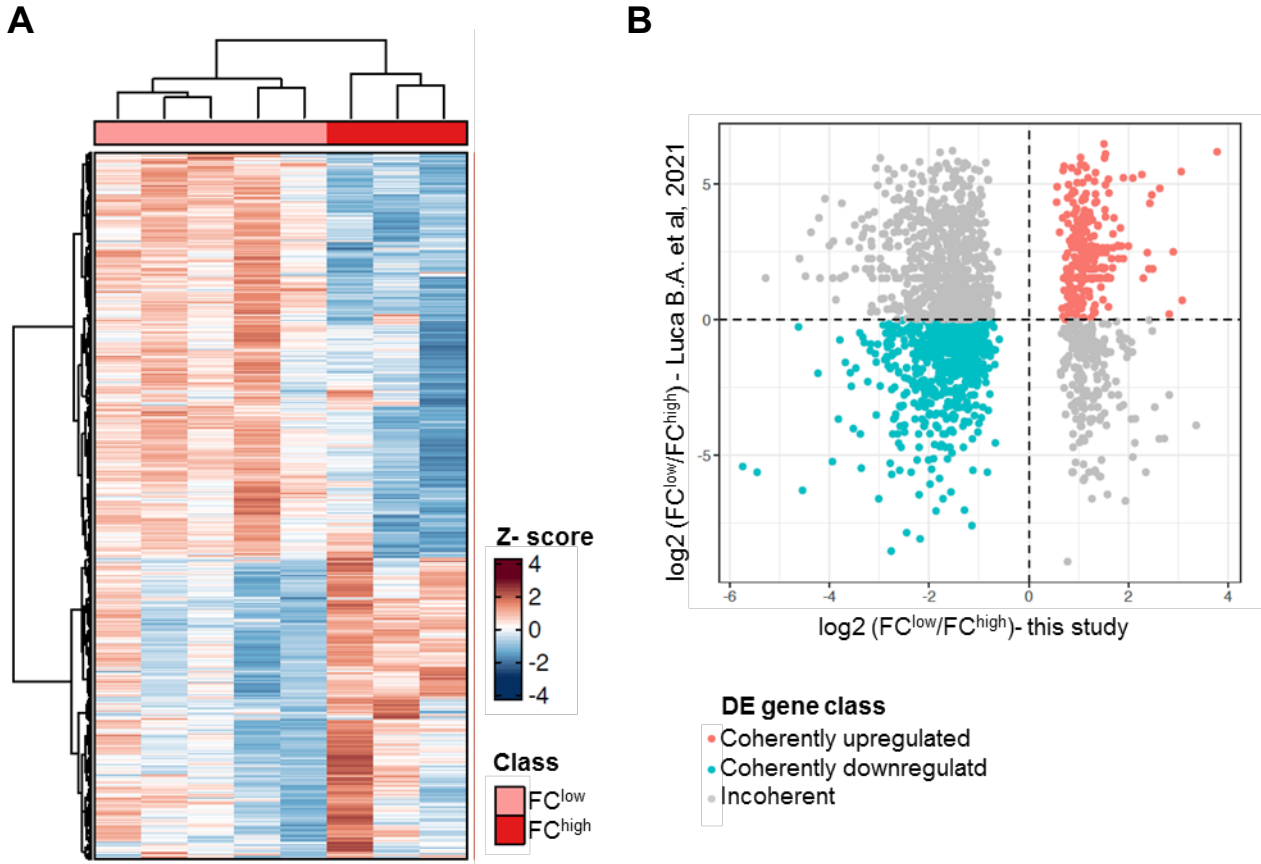 A
B
Z- score
4
2
0
-2
-4
Class
FClow
FChigh
log2 (FClow/FChigh) - Luca B.A. et al, 2021
5
0
-5
-6
-4
-2
0
2
4
log2 (FClow/FChigh)- this study
DE gene class
Coherently upregulated
Coherently downregulatd
Incoherent